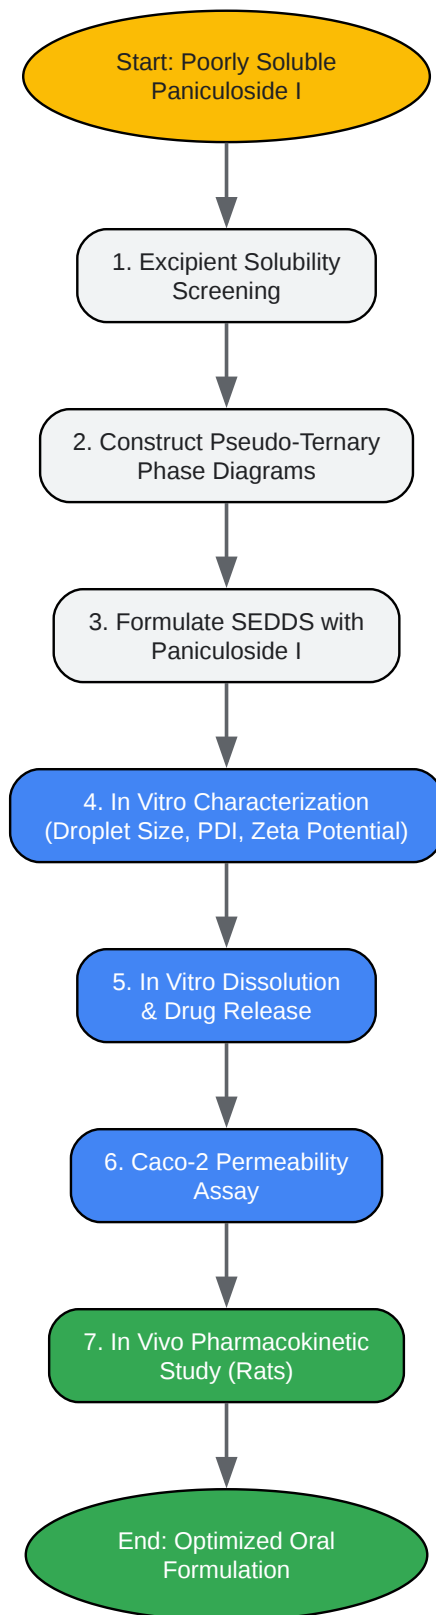 Start: Poorly Soluble
Paniculoside I
1. Excipient Solubility
Screening
2. Construct Pseudo-Ternary
Phase Diagrams
3. Formulate SEDDS with
Paniculoside I
4. In Vitro Characterization
(Droplet Size, PDI, Zeta Potential)
5. In Vitro Dissolution
& Drug Release
6. Caco-2 Permeability
Assay
7. In Vivo Pharmacokinetic
Study (Rats)
End: Optimized Oral
Formulation